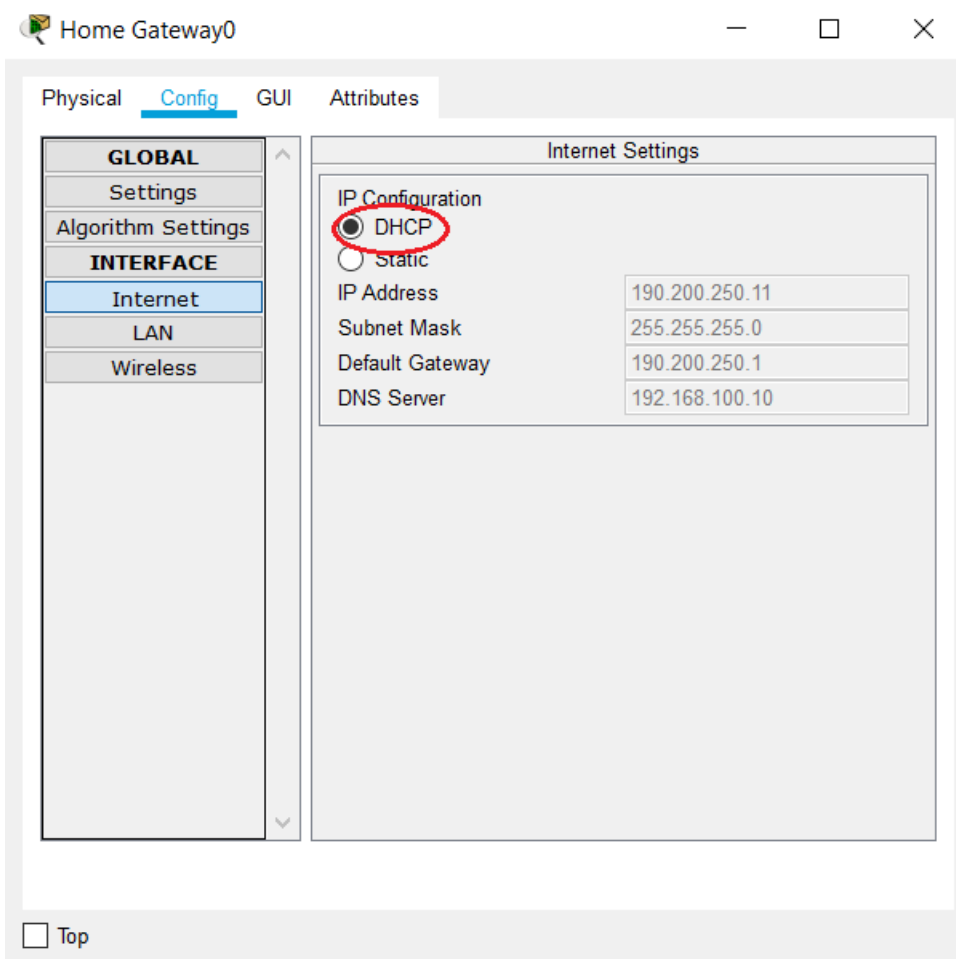 Home Gateway0
Physical Config GUI Attributes
GLOBAL
Settings
Algorithm Settings
INTERFACE
Internet
LAN
Wireless
Internet Settings
IP Configuration
DHCP
Static
IP Address 190.200.250.11
Subnet Mask 255.255.255.0
Default Gateway 190.200.250.1
DNS Server 192.168.100.10
Top